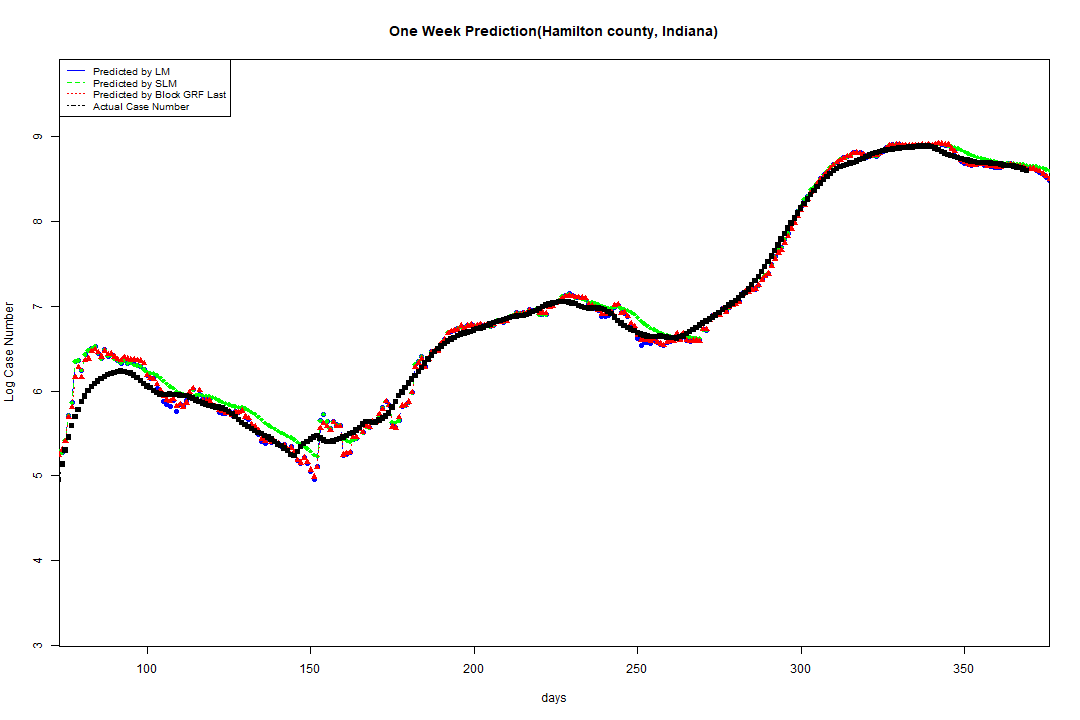 One Week Prediction(Hamilton county, Indiana)
Predicted by LM
Predicted by SLM
Predicted by Block GRF Last
Actual Case Number
9
8
7
6
5
4
3
Log Case Number
100 150 200 250 300 350
days